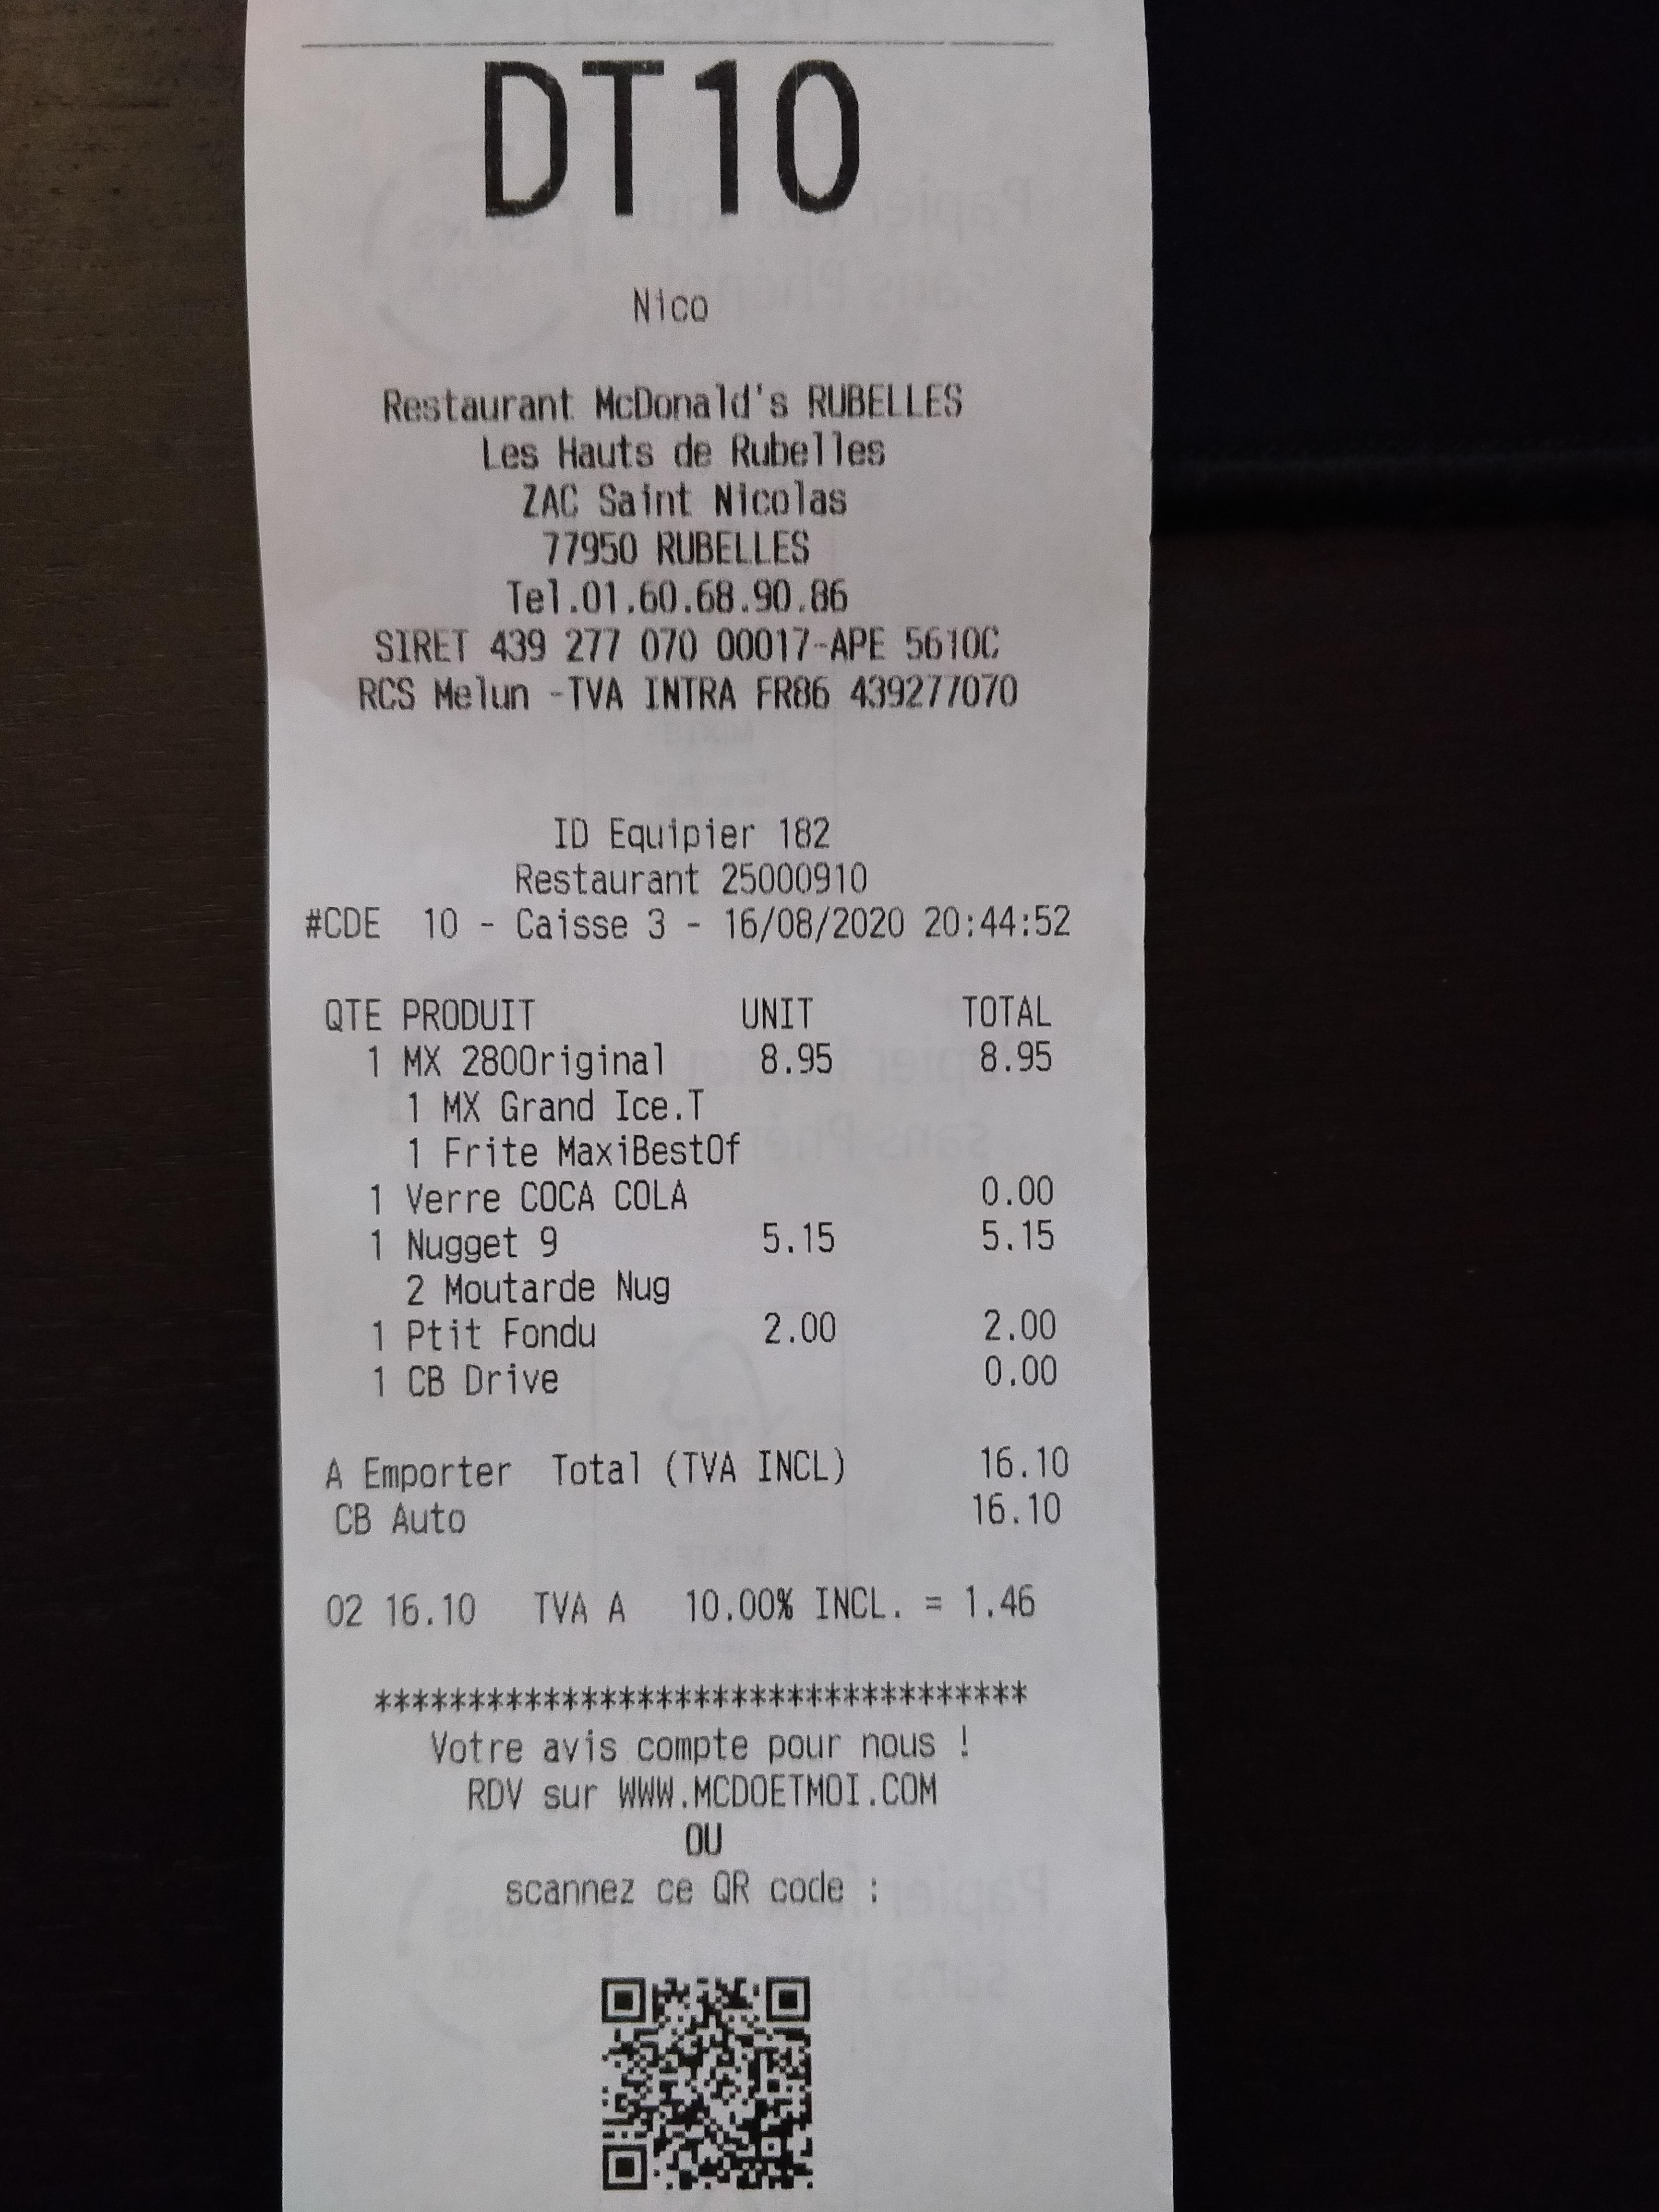 DT10
Nico
Restaurant McDonald's RUBELLES
Les Hauts de Rubelles
ZAC Saint Nicolas
77950 RUBELLES
Tel.01.60.68.90.86
SIRET 439 277 070 00017-APE 5610C
RCS Melun -TVA INTRA FR86 439277070
ID Equipier 182
Restaurant 25000910
#CDE 10 - Caisse 3 - 16/08/2020 20:44:52
QTE PRODUIT UNIT TOTAL
1 MX 280Original 8.95 8.95
1 MX Grand Ice.T
1 Frite MaxiBestOf
1 Verre COCA COLA 0.00
1 Nugget 9 5.15 5.15
2 Moutarde Nug
1 Ptit Fondu 2.00 2.00
1 CB Drive 0.00
A Emporter Total (TVA INCL) 16.10
CB Auto 16.10
02 16.10 TVA A 10.00% INCL. = 1.46
***********************************
Votre avis compte pour nous !
RDV sur WWW.MCDOETMOI.COM
OU
scannez ce QR code :